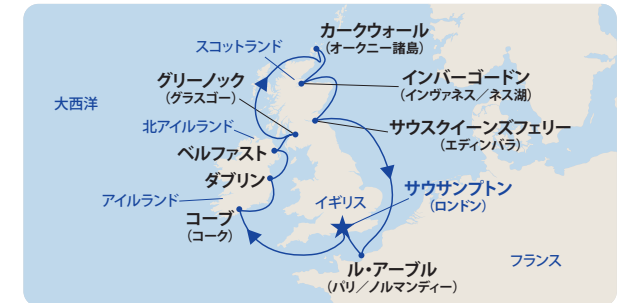 カークウォール
(オークニー諸島)
スコットランド
グリーノック
(グラスゴー)
インバーゴードン
(インヴァネス／ネス湖)
大西洋
北アイルランド
サウスクイーンズフェリー
(エディンバラ)
ベルファスト
ダブリン
アイルランド
イギリス
サウサンプトン
(ロンドン)
コーブ
(コーク)
ル・アーブル
(パリ／ノルマンディー)
フランス